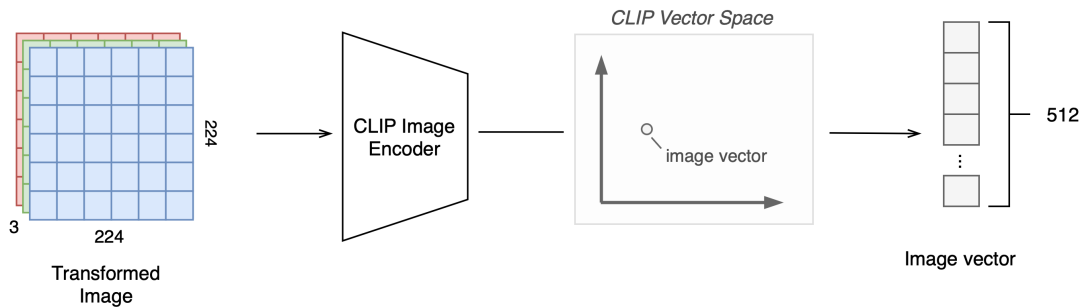 CLIP Vector Space
224
CLIP Image
Encoder
image vector
512
3
224
Transformed
Image
Image vector